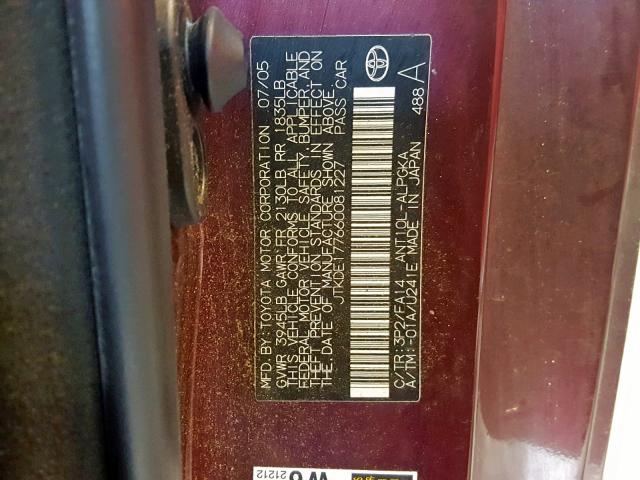 MFD. BY: TOYOTA MOTOR CORPORATION 07/05
GVWR 3945LB GAWR FR 2130LB RR 1835LB
THIS VEHICLE CONFORMS TO ALL APPLICABLE
FEDERAL MOTOR VEHICLE SAFETY, BUMPER, AND
THEFT PREVENTION STANDARDS IN EFFECT ON
THE DATE OF MANUFACTURE SHOWN ABOVE.
JTKDE177660081227 PASS CAR
C/TR: 3P2/FA14 ANT10L-ALPGKA
A/TM: -01A/U241E MADE IN JAPAN
488 A
21212